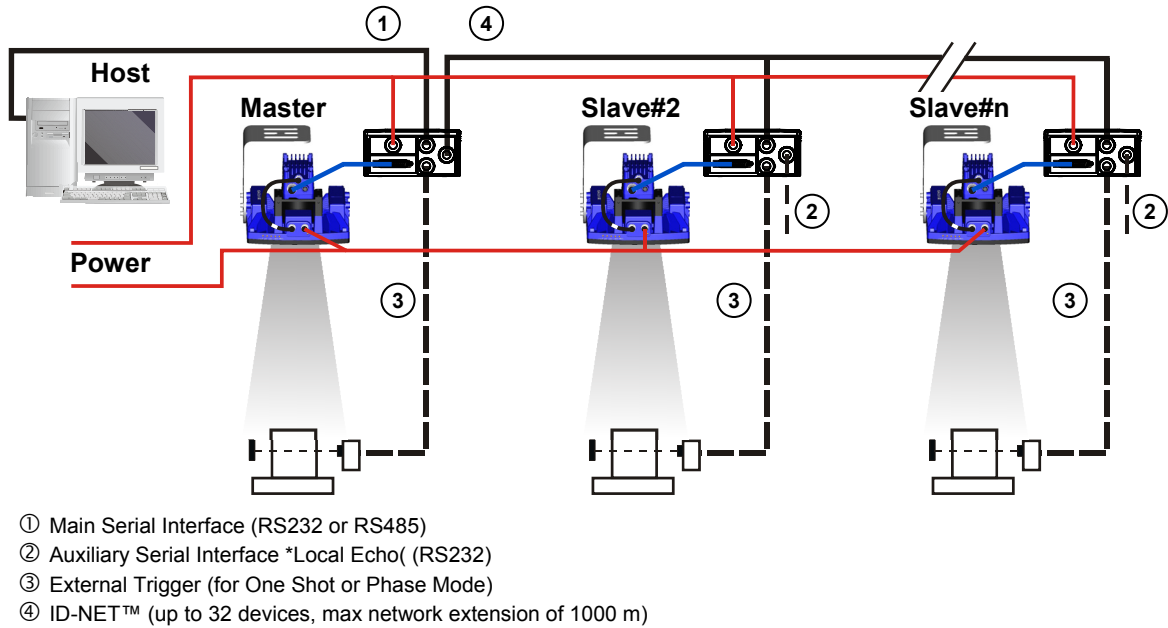 ① ④
Host
Master Slave#2 Slave#n
② ②
Power
③ ③ ③
① Main Serial Interface (RS232 or RS485)
② Auxiliary Serial Interface *Local Echo( (RS232)
③ External Trigger (for One Shot or Phase Mode)
④ ID-NET™ (up to 32 devices, max network extension of 1000 m)